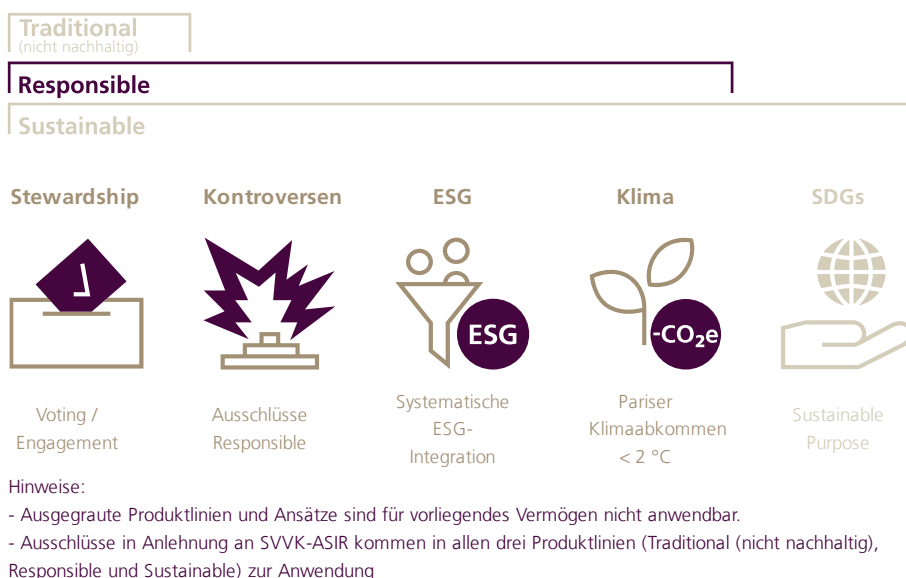 Traditional
(nicht nachhaltig)
Responsible
Sustainable
Stewardship
Kontroversen
ESG
Klima
SDGs
ESG
-CO₂e
Voting /
Engagement
Ausschlüsse
Responsible
Systematische
ESG-
Integration
Pariser
Klimaabkommen
< 2 °C
Sustainable
Purpose
Hinweise:
- Ausgegraute Produktlinien und Ansätze sind für vorliegendes Vermögen nicht anwendbar.
- Ausschlüsse in Anlehnung an SVVK-ASIR kommen in allen drei Produktlinien (Traditional (nicht nachhaltig),
Responsible und Sustainable) zur Anwendung